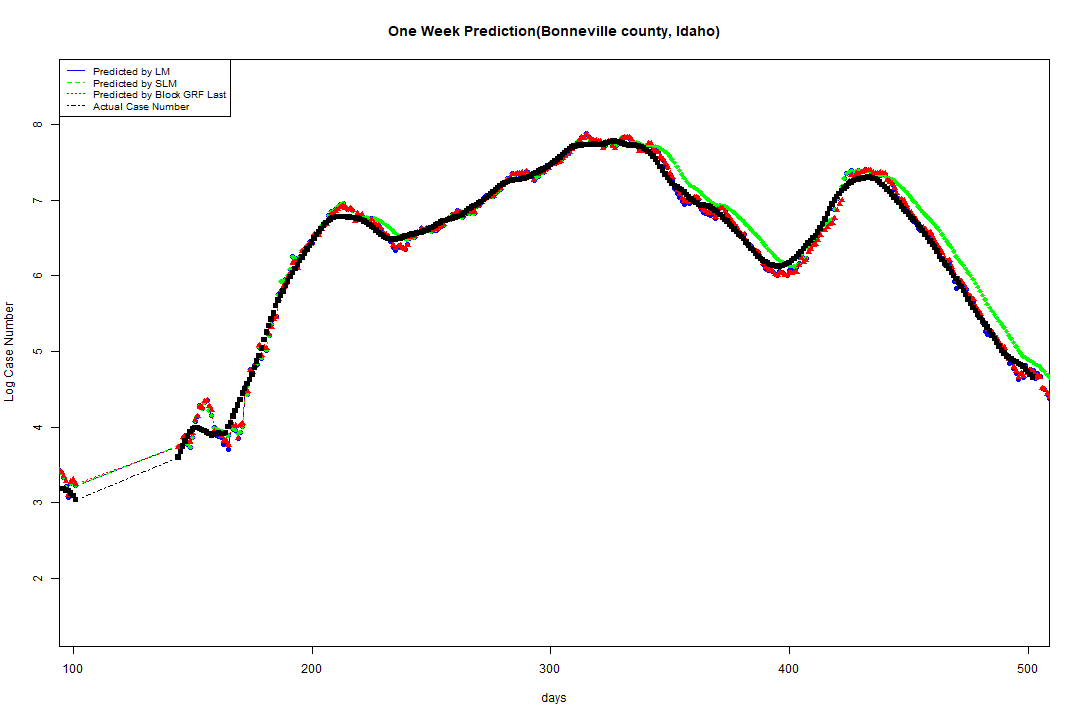 One Week Prediction(Bonneville county, Idaho)
Predicted by LM
Predicted by SLM
Predicted by Block GRF Last
Actual Case Number
8
7
6
5
4
3
2
Log Case Number
100 200 300 400 500
days